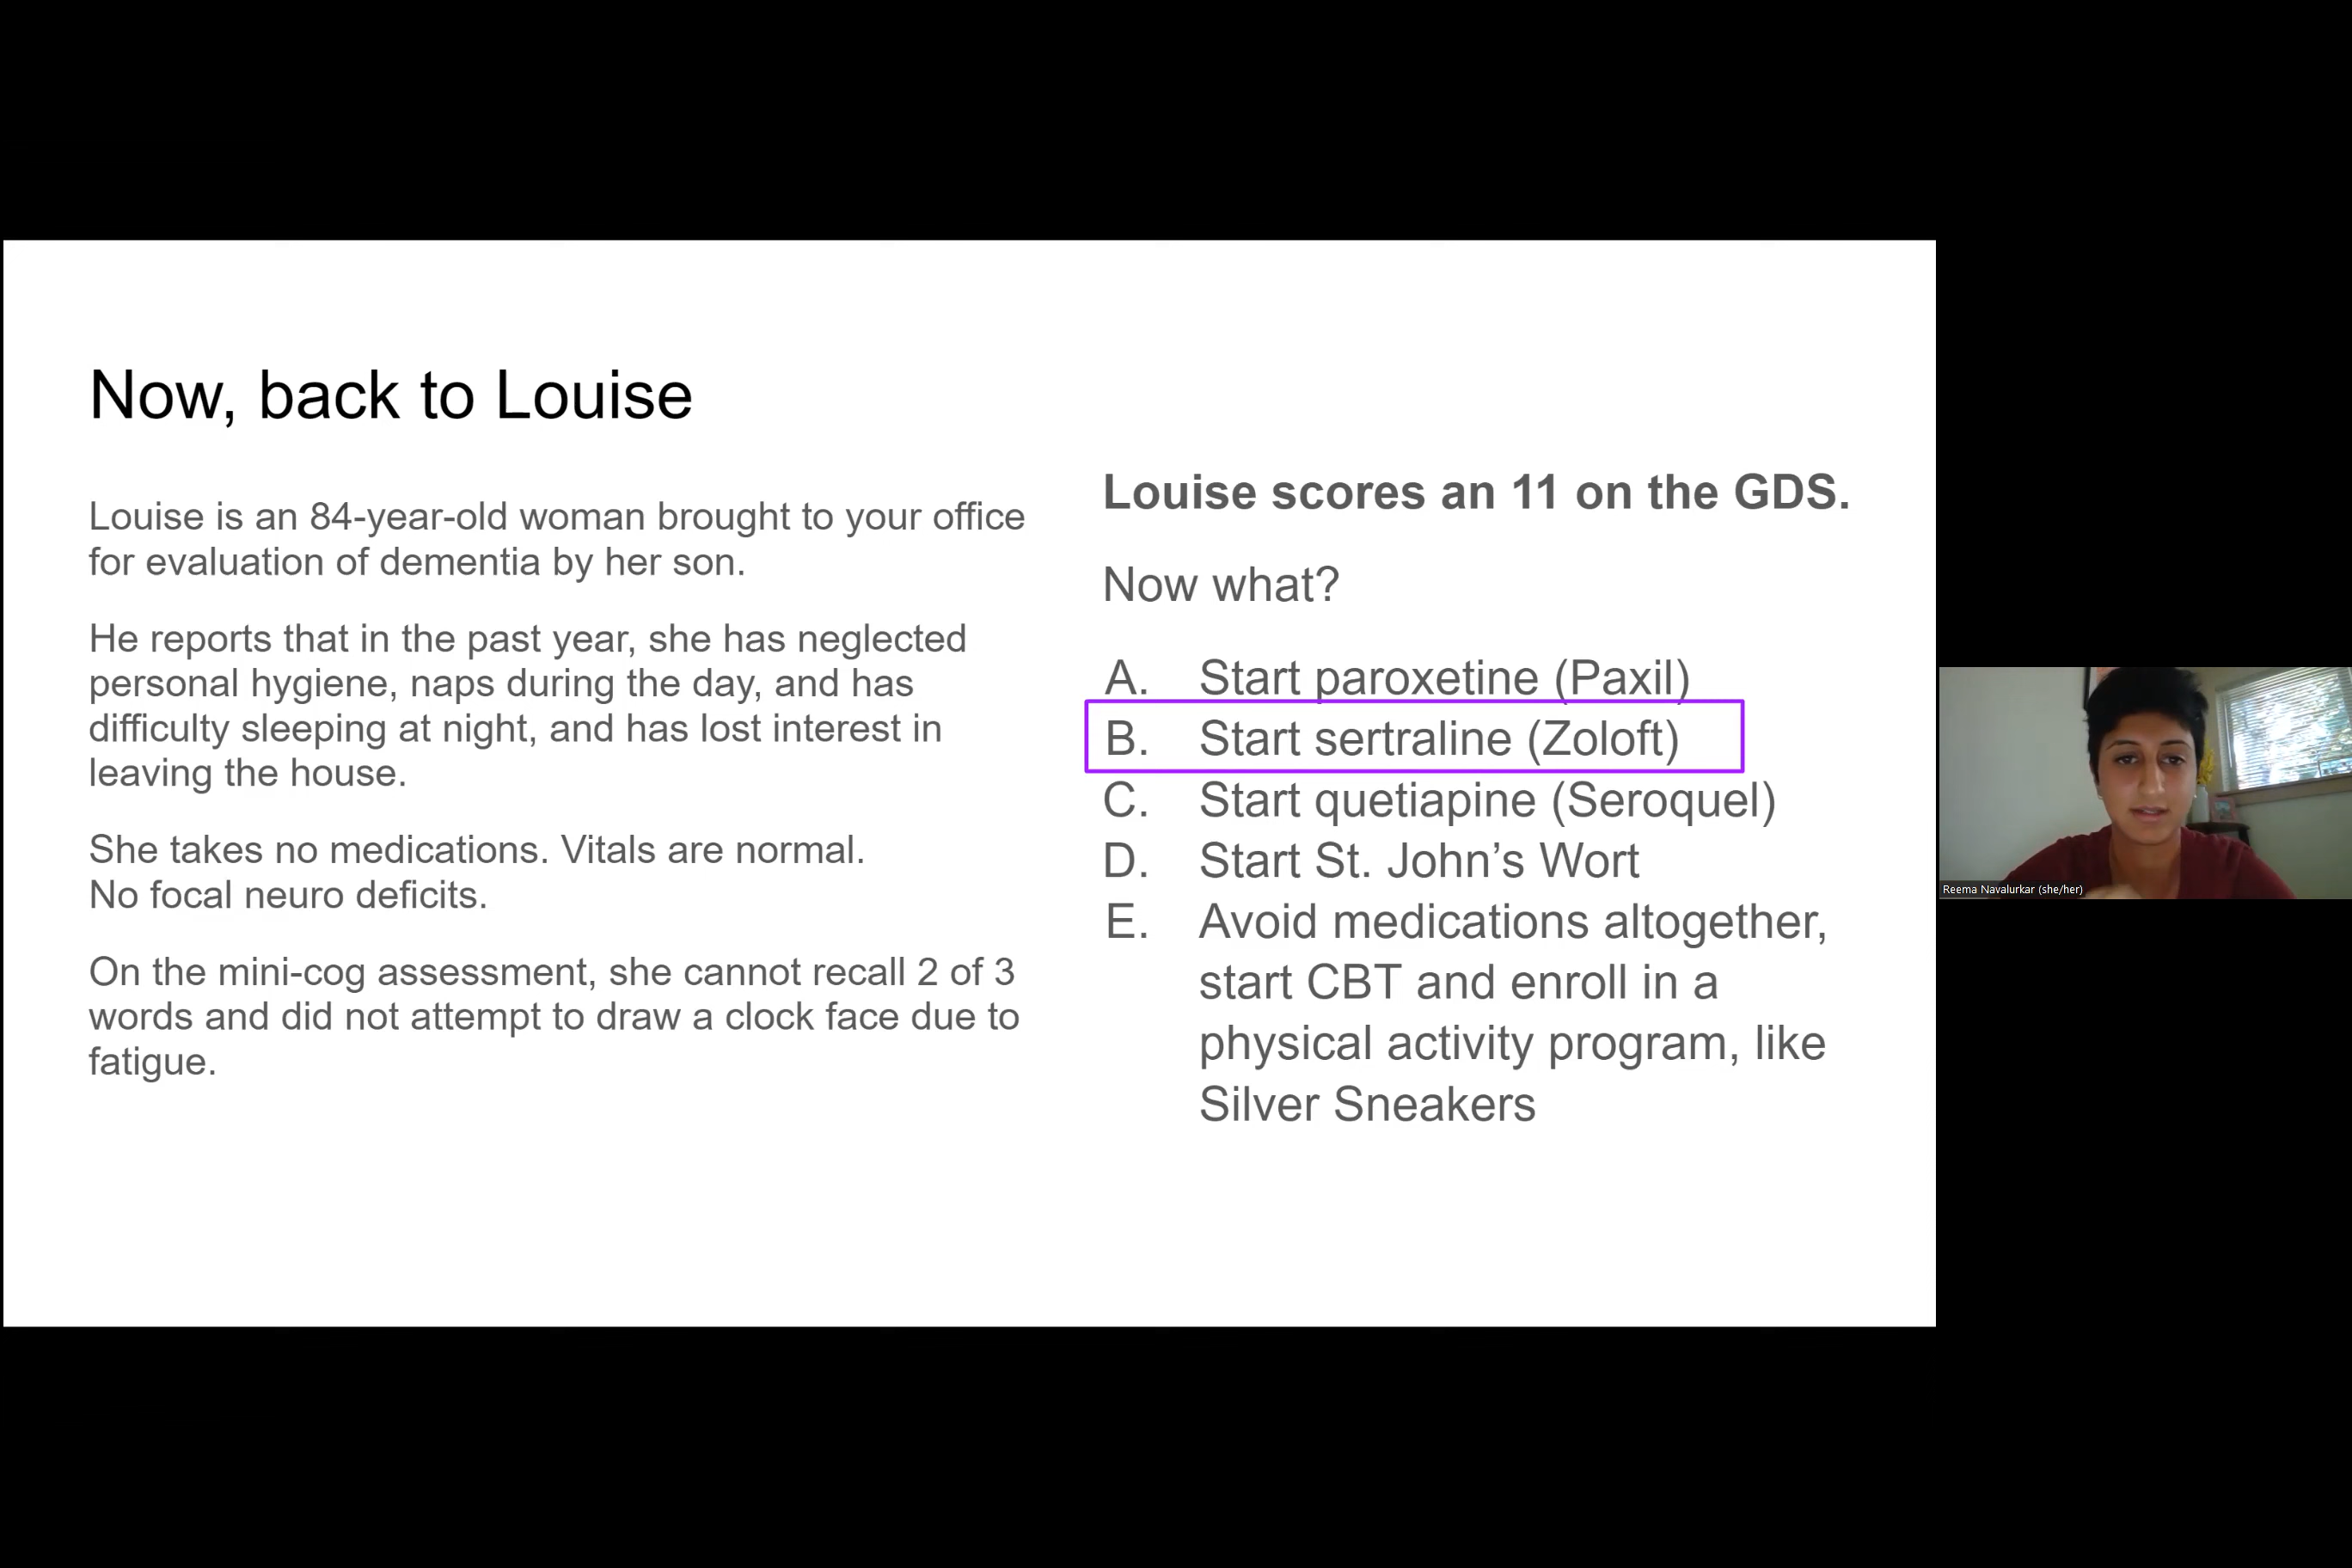 Now, back to Louise
Louise is an 84-year-old woman brought to your office
for evaluation of dementia by her son.
He reports that in the past year, she has neglected
personal hygiene, naps during the day, and has
difficulty sleeping at night, and has lost interest in
leaving the house.
She takes no medications. Vitals are normal.
No focal neuro deficits.
On the mini-cog assessment, she cannot recall 2 of 3
words and did not attempt to draw a clock face due to
fatigue.
Louise scores an 11 on the GDS.
Now what?
A. Start paroxetine (Paxil)
B. Start sertraline (Zoloft)
C. Start quetiapine (Seroquel)
D. Start St. John’s Wort
E. Avoid medications altogether,
start CBT and enroll in a
physical activity program, like
Silver Sneakers
Reema Navalurkar (she/her)